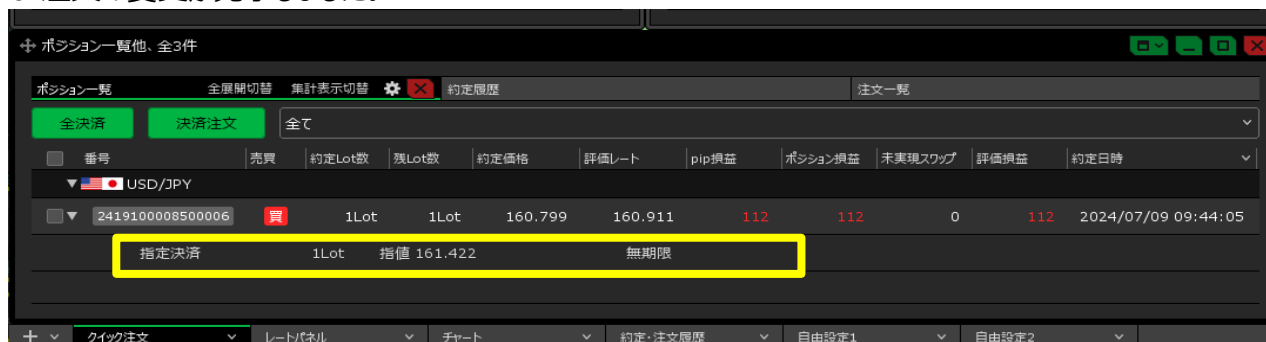 ポジション一覧他、全3件
ポジション一覧 全展開切替 集計表示切替 約定履歴 注文一覧
全決済 決済注文 全て
番号 売買 約定Lot数 残Lot数 約定価格 評価レート pip損益 ポジション損益 未実現スワップ 評価損益 約定日時
USD/JPY
2419100008500006 買 1Lot 1Lot 160.799 160.911 112 112 0 112 2024/07/09 09:44:05
指定決済 1Lot 指値 161.422 無期限
クイック注文 レートパネル チャート 約定・注文履歴 自由設定1 自由設定2